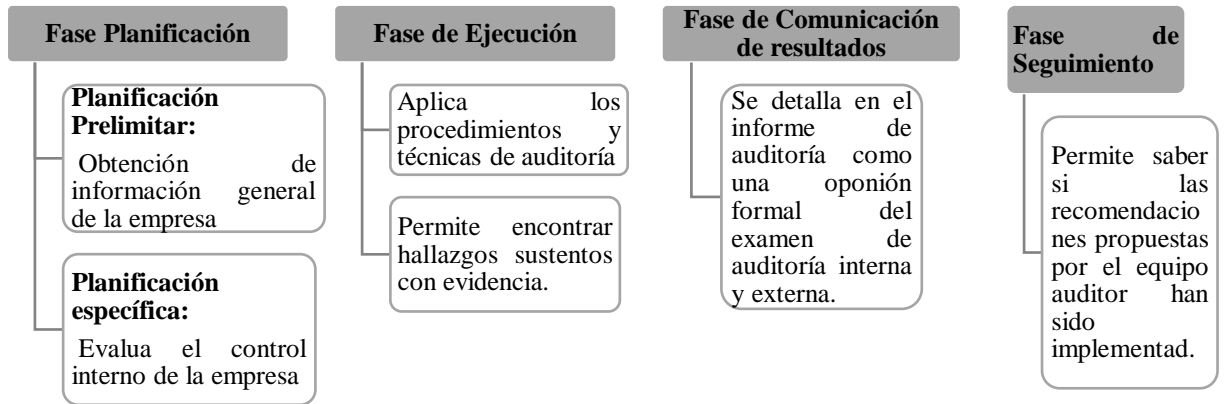 Fase Planificación
Planificación
Prelimitar:
Obtención de
información general
de la empresa
Planificación
específica:
Evalua el control
interno de la empresa
Fase de Ejecución
Aplica los
procedimientos y
técnicas de auditoría
Permite encontrar
hallazgos sustentos
con evidencia.
Fase de Comunicación
de resultados
Se detalla en el
informe de
auditoría como
una oponión
formal del
examen de
auditoría interna
y externa.
Fase de
Seguimiento
Permite saber
si las
recomendacio
nes propuestas
por el equipo
auditor han
sido
implementad.